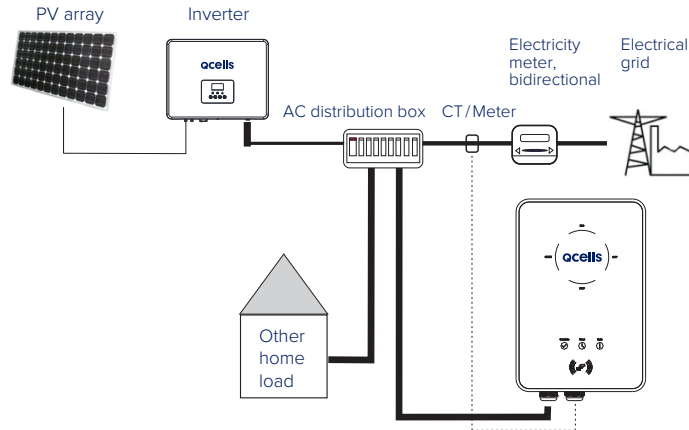 PV array
Inverter
Electricity
meter,
bidirectional
Electrical
grid
qcells
AC distribution box
CT/Meter
qcells
Other
home
load